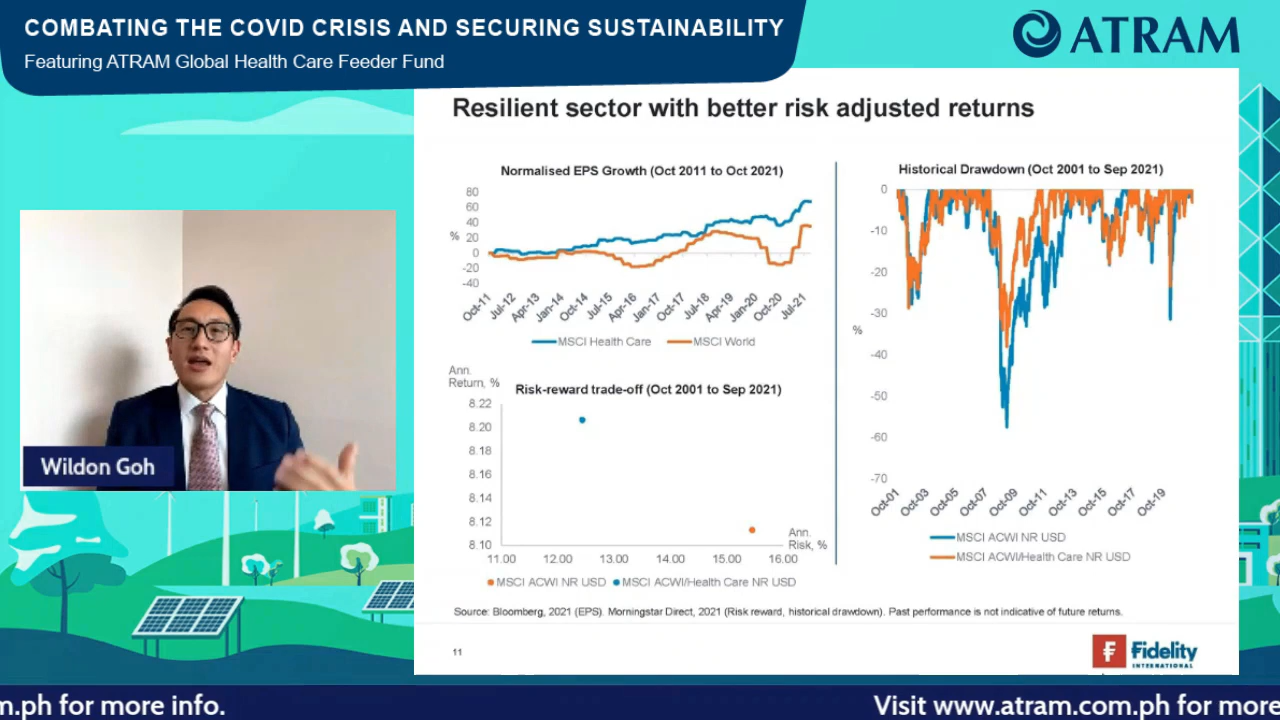 COMBATING THE COVID CRISIS AND SECURING SUSTAINABILITY
Featuring ATRAM Global Health Care Feeder Fund
ATRAM
Resilient sector with better risk adjusted returns
Normalised EPS Growth (Oct 2011 to Oct 2021)
80
60
40
20
0
-20
-40
%
Oct-11 Jul-12 Apr-13 Jan-14 Oct-14 Jul-15 Apr-16 Jan-17 Oct-17 Jul-18 Apr-19 Jan-20 Oct-20 Jul-21
MSCI Health Care MSCI World
Ann.
Return, %
Risk-reward trade-off (Oct 2001 to Sep 2021)
8.22
8.20
8.18
8.16
8.14
8.12
8.10
11.00 12.00 13.00 14.00 15.00 16.00
Ann.
Risk, %
MSCI ACWI NR USD MSCI ACWI/Health Care NR USD
Historical Drawdown (Oct 2001 to Sep 2021)
0
-10
-20
-30
-40
-50
-60
-70
%
Oct-01 Oct-03 Oct-05 Oct-07 Oct-09 Oct-11 Oct-13 Oct-15 Oct-17 Oct-19
MSCI ACWI NR USD
MSCI ACWI/Health Care NR USD
Source: Bloomberg, 2021 (EPS). Morningstar Direct, 2021 (Risk reward, historical drawdown). Past performance is not indicative of future returns.
11
Fidelity
INTERNATIONAL
Wildon Goh
m.ph for more info.
Visit www.atram.com.ph for more